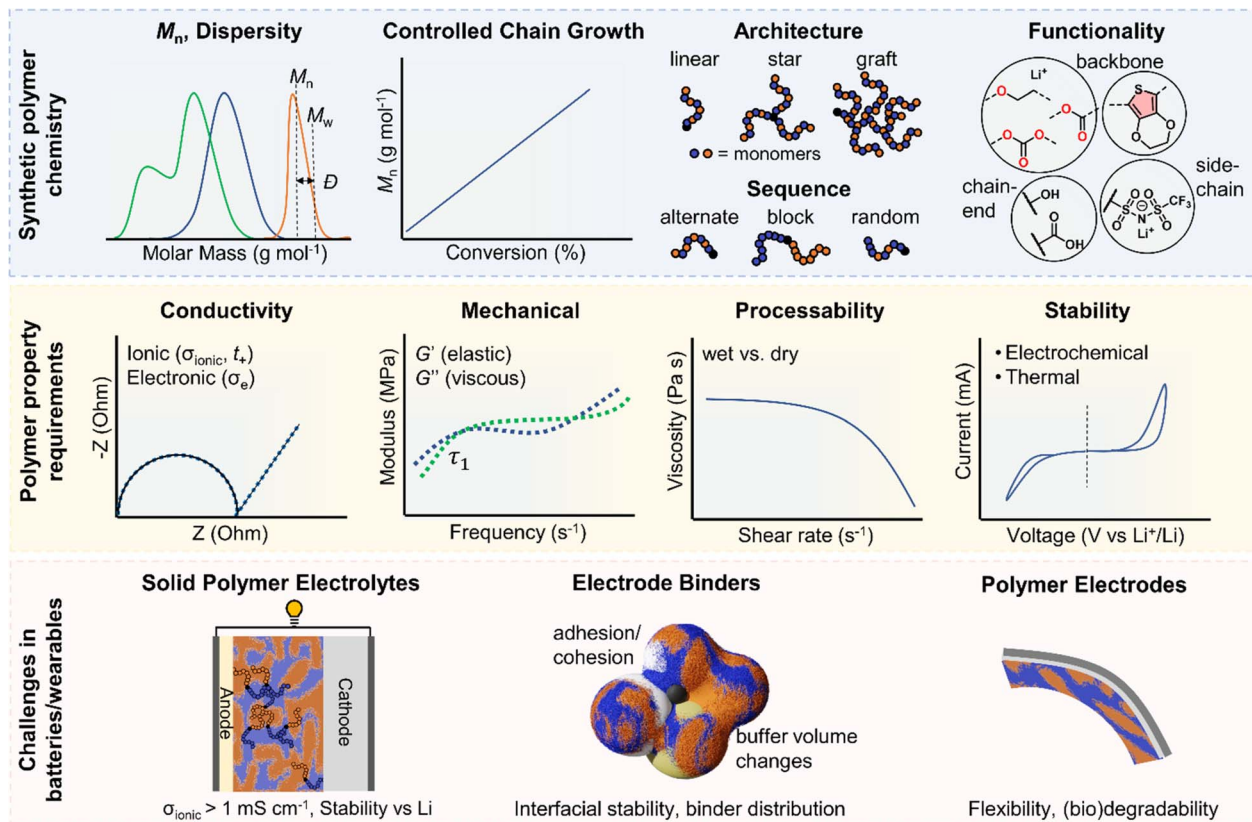 Synthetic polymer
chemistry
Mn, Dispersity
Mn
Mw
Đ
Molar Mass (g mol-1)
Controlled Chain Growth
Mn (g mol-1)
Conversion (%)
Architecture
linear
star
graft
= monomers
Sequence
alternate
block
random
Functionality
backbone
Li+
O
O
O
O
O
O
S
O
O
side-
chain
chain-
end
OH
O
OH
O O O O
S N S CF3
Li+
Polymer property
requirements
Conductivity
Ionic (σionic, t+)
Electronic (σe)
-Z (Ohm)
Z (Ohm)
Mechanical
G' (elastic)
G'' (viscous)
τ1
Modulus (MPa)
Frequency (s-1)
Processability
wet vs. dry
Viscosity (Pa s)
Shear rate (s-1)
Stability
• Electrochemical
• Thermal
Current (mA)
Voltage (V vs Li+/Li)
Challenges in
batteries/wearables
Solid Polymer Electrolytes
Anode
Cathode
σionic > 1 mS cm-1, Stability vs Li
Electrode Binders
adhesion/
cohesion
buffer volume
changes
Interfacial stability, binder distribution
Polymer Electrodes
Flexibility, (bio)degradability